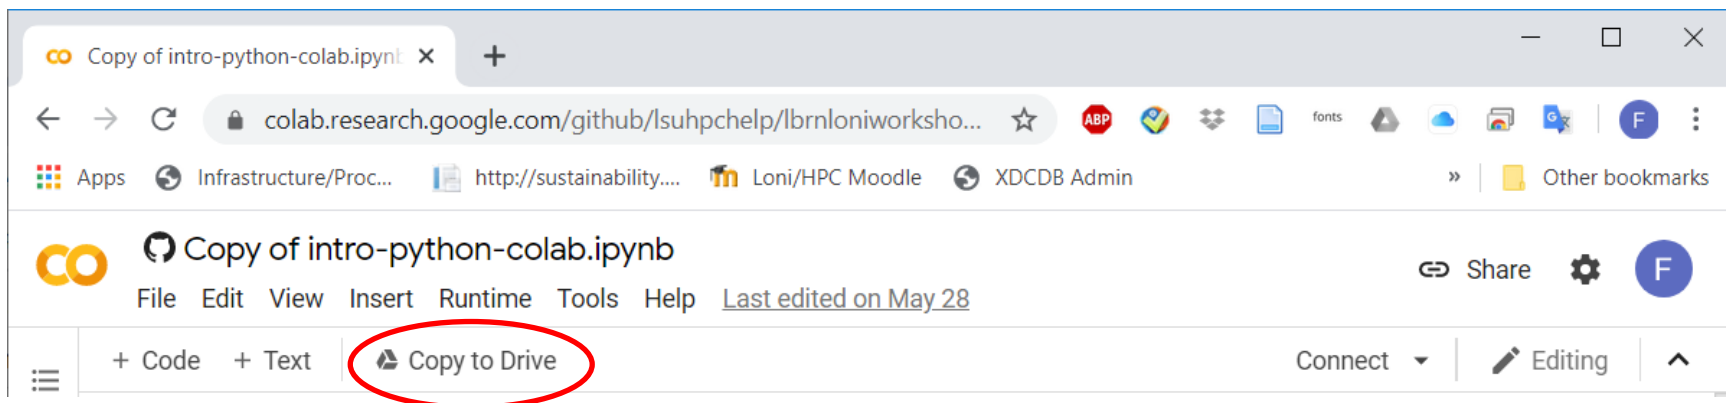 CO Copy of intro-python-colab.ipynb
colab.research.google.com/github/lsuhpchelp/lbrnloniworksho... ABP fonts G F
Apps Infrastructure/Proc... http://sustainability.... Loni/HPC Moodle XDCDB Admin » Other bookmarks
CO Copy of intro-python-colab.ipynb Share F
File Edit View Insert Runtime Tools Help Last edited on May 28
+ Code + Text Copy to Drive Connect Editing